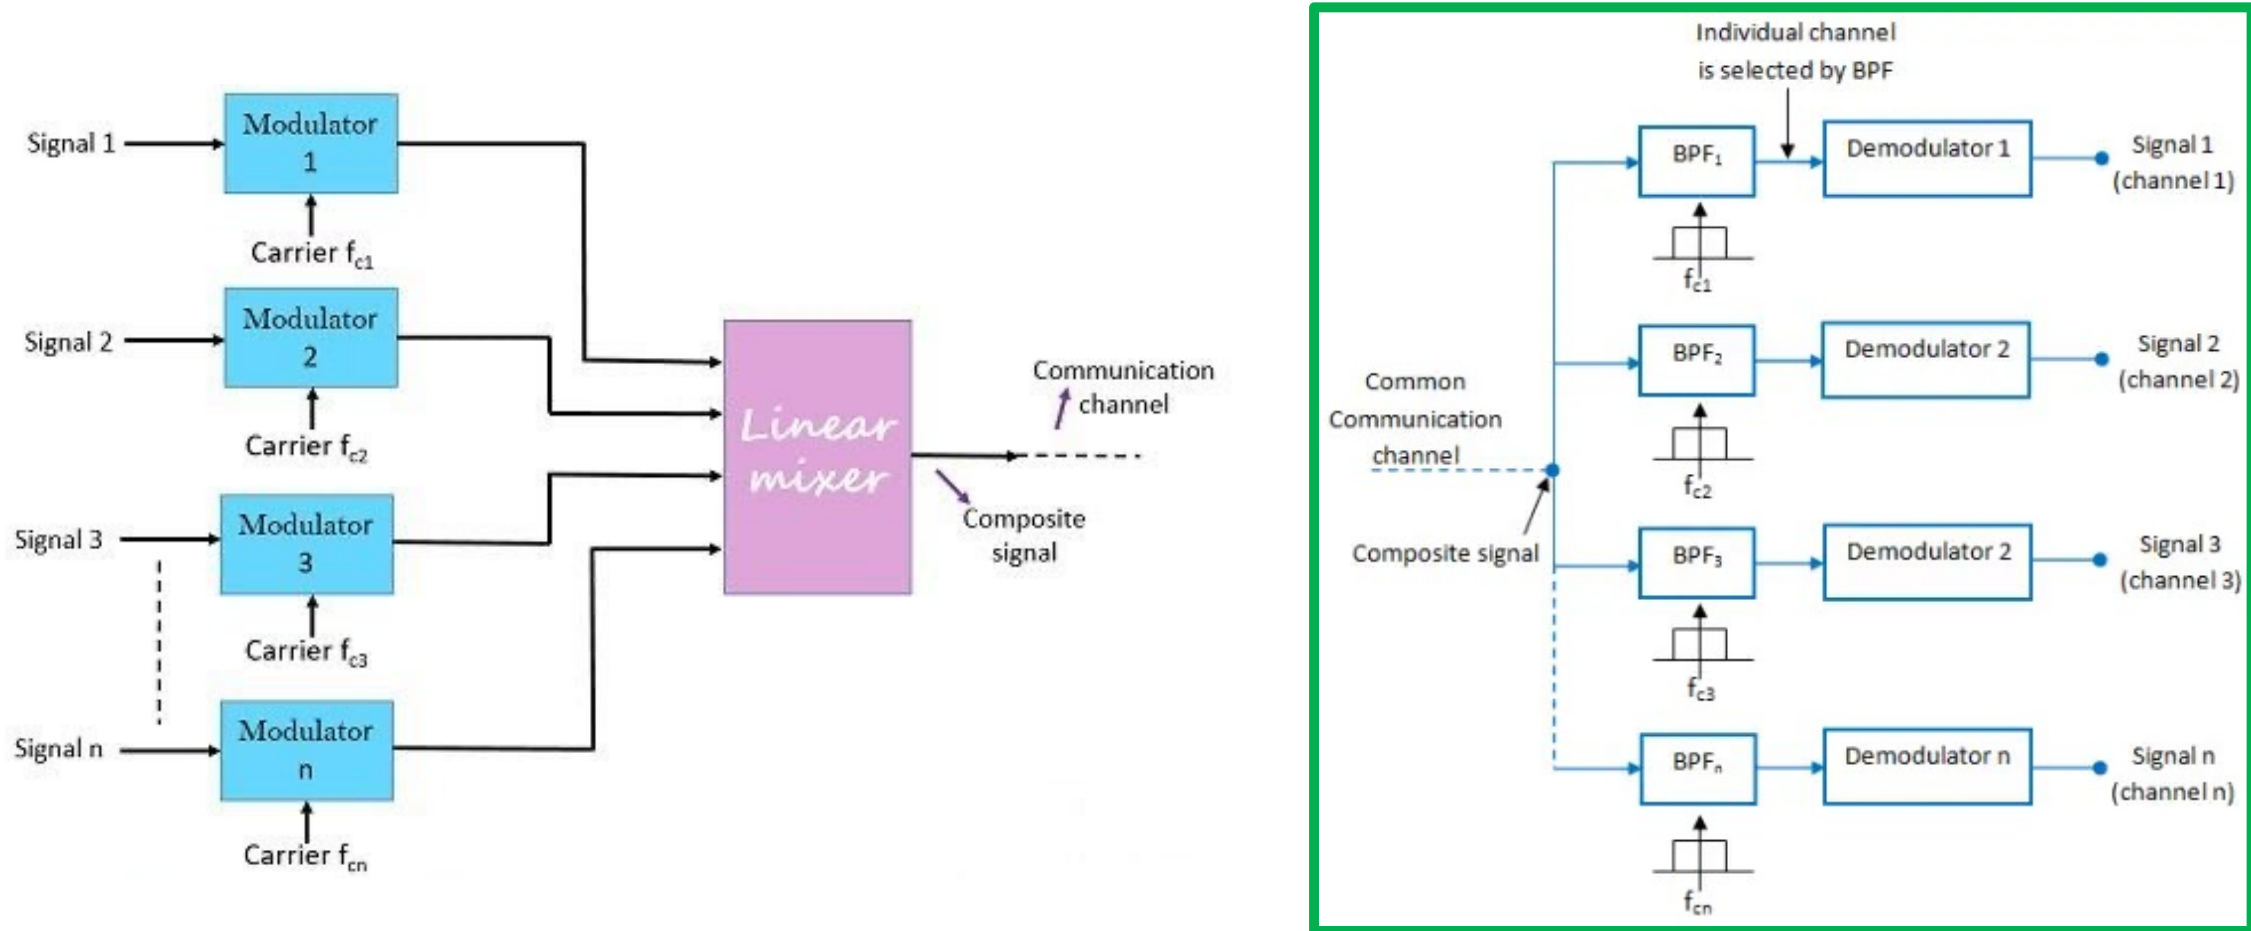 Signal 1
Modulator
1
Carrier fc1
Signal 2
Modulator
2
Carrier fc2
Signal 3
Modulator
3
Carrier fc3
Signal n
Modulator
n
Carrier fcn
Linear
mixer
Communication
channel
Composite
signal
Individual channel
is selected by BPF
BPF1
Demodulator 1
Signal 1
(channel 1)
fc1
BPF2
Demodulator 2
Signal 2
(channel 2)
fc2
Common
Communication
channel
Composite signal
BPF3
Demodulator 2
Signal 3
(channel 3)
fc3
BPFn
Demodulator n
Signal n
(channel n)
fcn